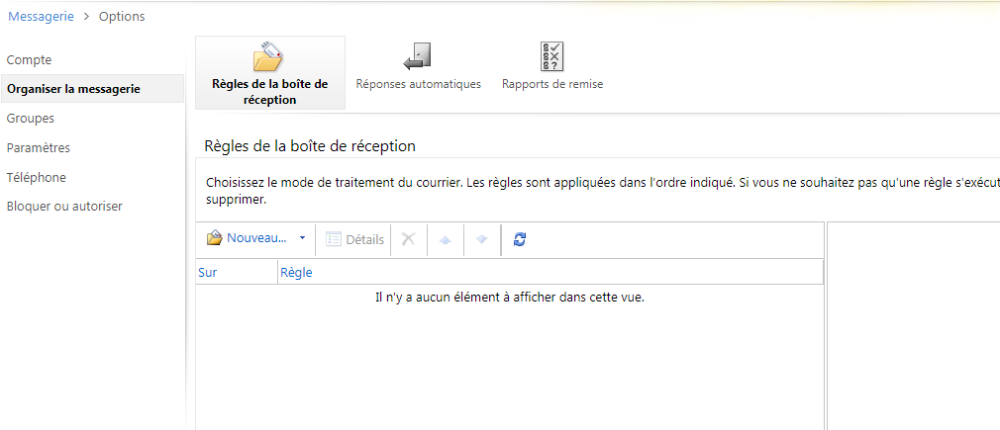 Messagerie > Options
Compte
Organiser la messagerie
Groupes
Paramètres
Téléphone
Bloquer ou autoriser
Règles de la boîte de
réception
Réponses automatiques
Rapports de remise
Règles de la boîte de réception
Choisissez le mode de traitement du courrier. Les règles sont appliquées dans l'ordre indiqué. Si vous ne souhaitez pas qu'une règle s'exécut
supprimer.
Nouveau...
Détails
Sur
Règle
Il n'y a aucun élément à afficher dans cette vue.